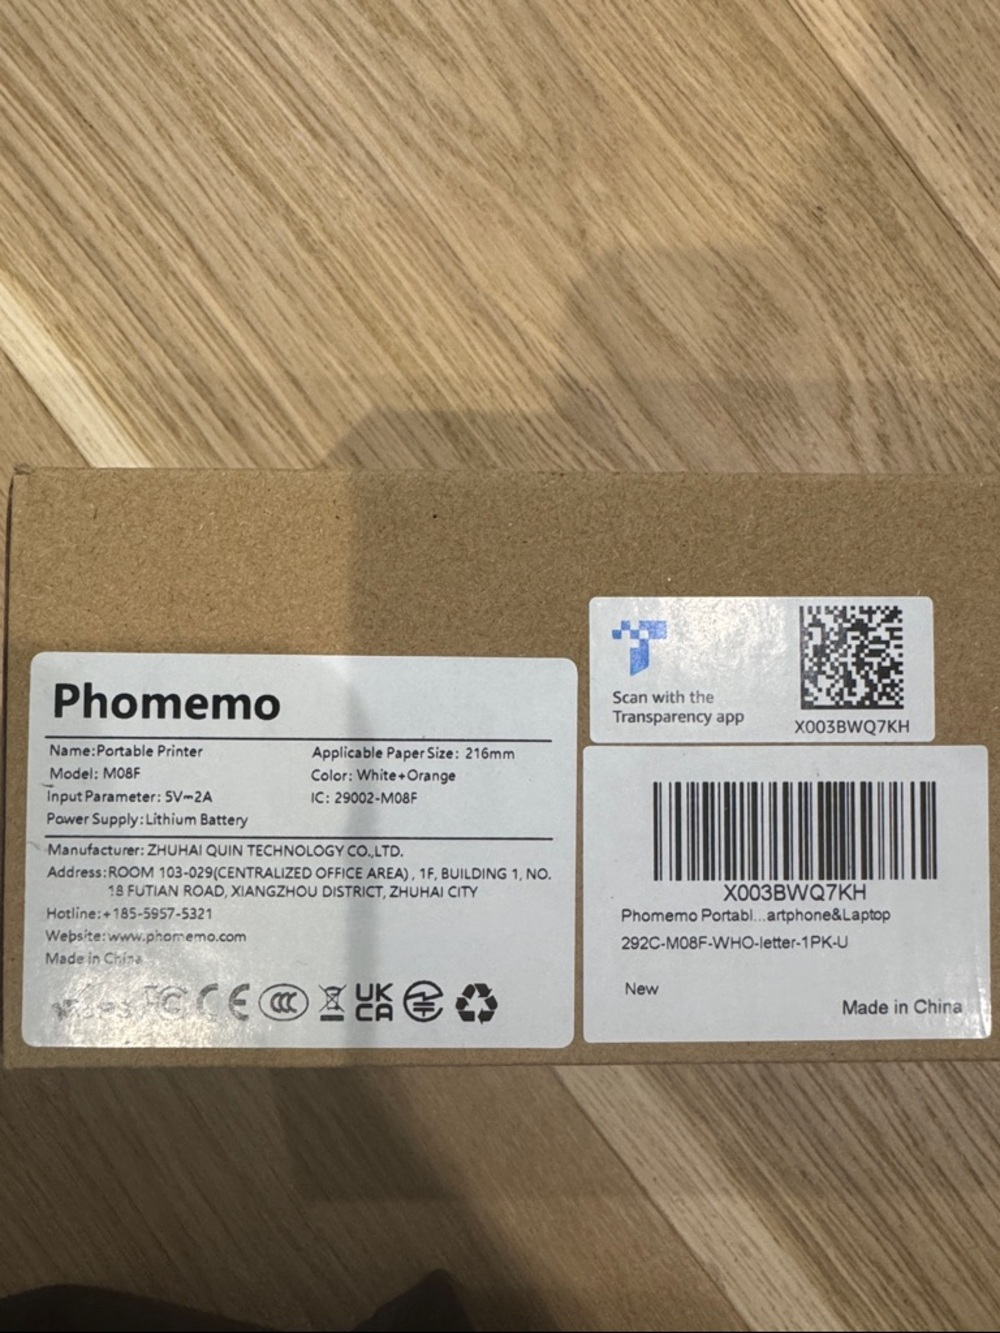 Phomemo
Name:Portable Printer
Model: M08F
Input Parameter: 5V⎓2A
Power Supply:Lithium Battery
Applicable Paper Size: 216mm
Color: White+Orange
IC: 29002-M08F
Manufacturer: ZHUHAI QUIN TECHNOLOGY CO.,LTD.
Address:ROOM 103-029(CENTRALIZED OFFICE AREA) , 1F, BUILDING 1, NO.
18 FUTIAN ROAD, XIANGZHOU DISTRICT, ZHUHAI CITY
Hotline:+185-5957-5321
Website:www.phomemo.com
Made in China
FC CE CCC UK
CA
Scan with the
Transparency app
X003BWQ7KH
X003BWQ7KH
Phomemo Portabl...artphone&Laptop
292C-M08F-WHO-letter-1PK-U
New
Made in China